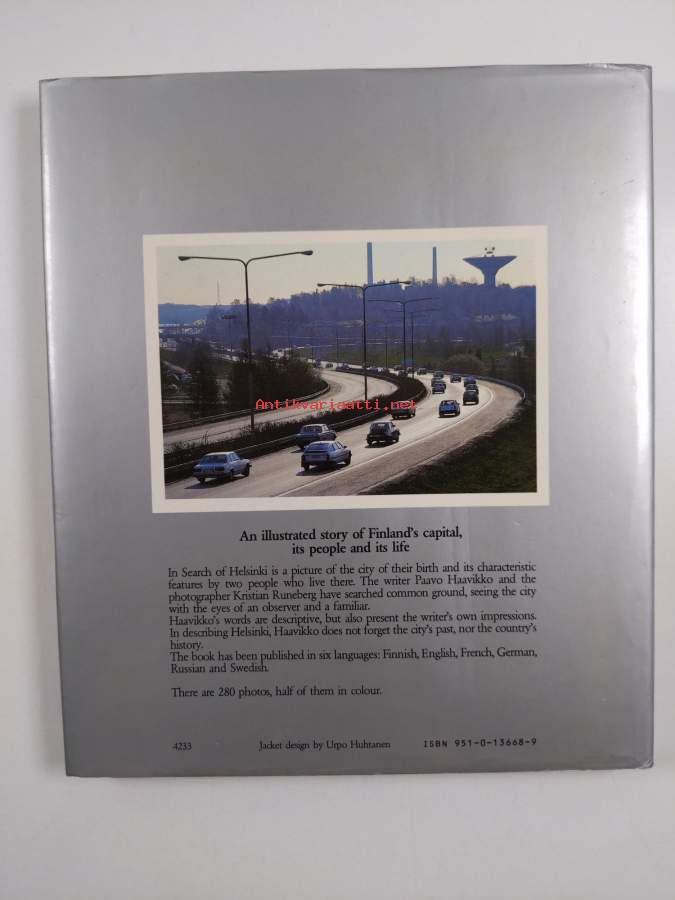 Antikvariaatti.net
An illustrated story of Finland's capital,
its people and its life
In Search of Helsinki is a picture of the city of their birth and its characteristic
features by two people who live there. The writer Paavo Haavikko and the
photographer Kristian Runeberg have searched common ground, seeing the city
with the eyes of an observer and a familiar.
Haavikko's words are descriptive, but also present the writer's own impressions.
In describing Helsinki, Haavikko does not forget the city's past, nor the country's
history.
The book has been published in six languages: Finnish, English, French, German,
Russian and Swedish.
There are 280 photos, half of them in colour.
4233 Jacket design by Urpo Huhtanen ISBN 951-0-13668-9